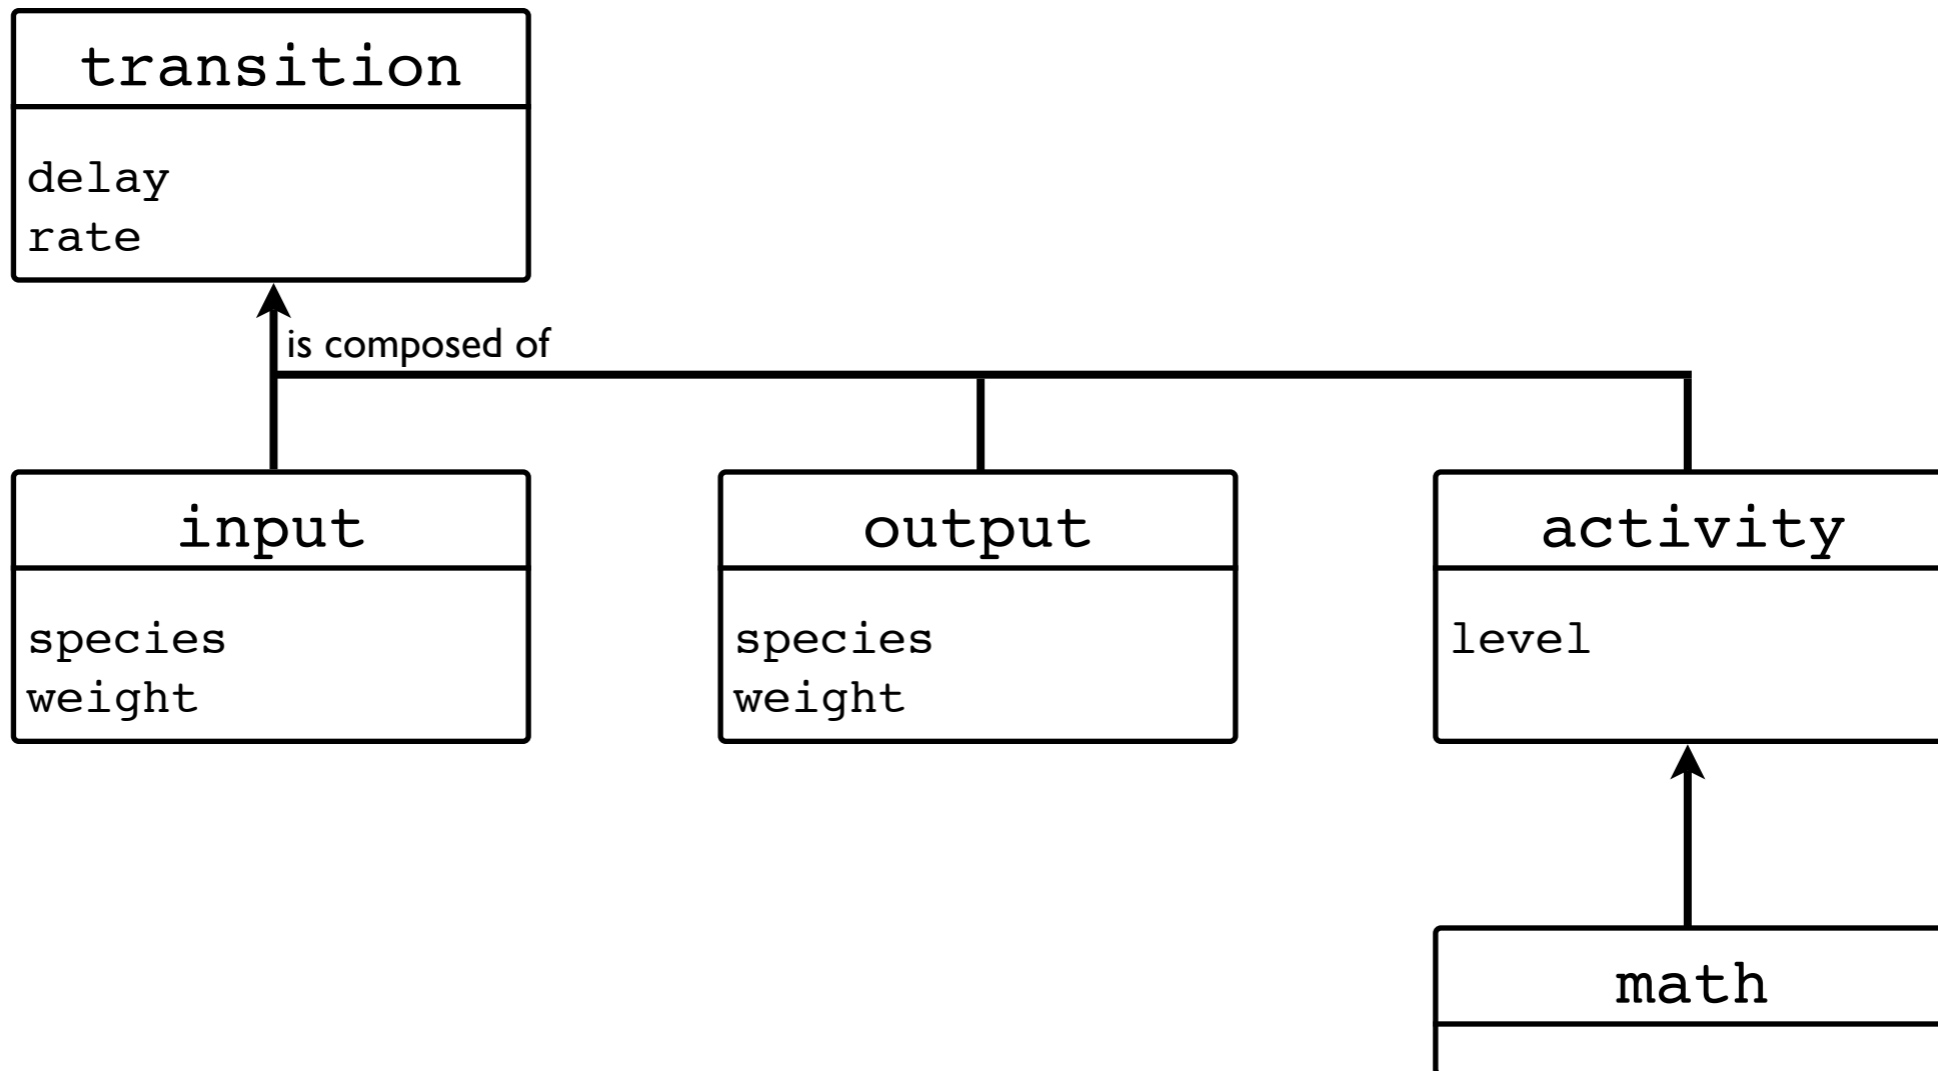 transition
delay
rate
is composed of
input
species
weight
output
species
weight
activity
level
math